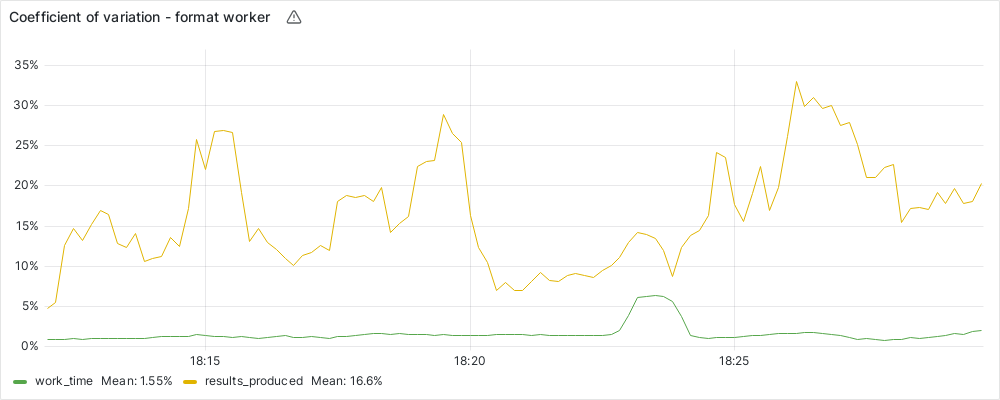 Coefficient of variation - format worker
35%
30%
25%
20%
15%
10%
5%
0%
18:15 18:20 18:25
work_time Mean: 1.55% results_produced Mean: 16.6%